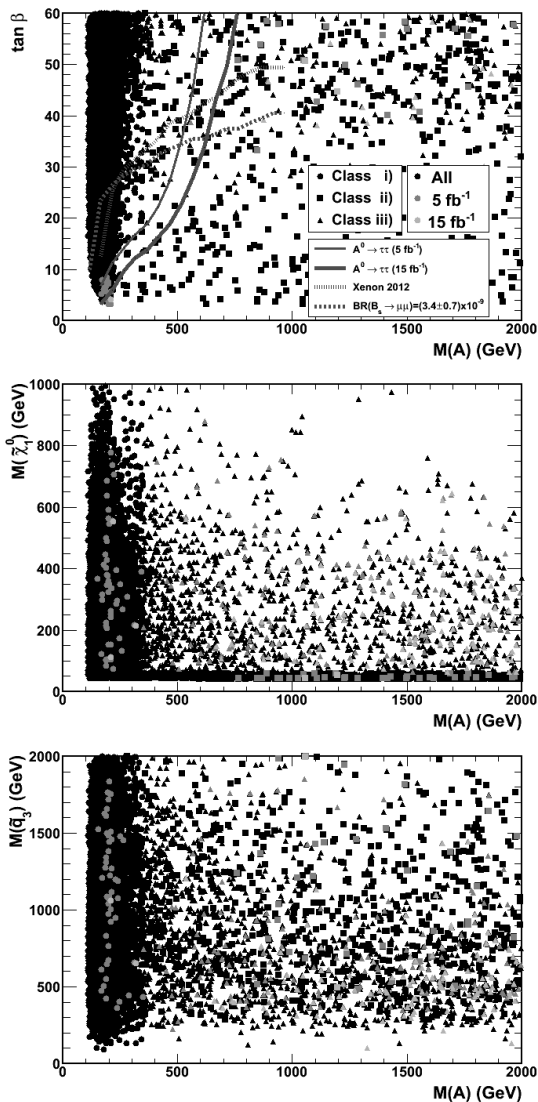 tan β
60
50
40
30
20
10
0
Class i)
Class ii)
Class iii)
All
5 fb-1
15 fb-1
A0 → ττ (5 fb-1)
A0 → ττ (15 fb-1)
Xenon 2012
BR(Bs → μμ)=(3.4±0.7)x10-9
0 500 1000 1500 2000
M(A) (GeV)
M(χ̃01) (GeV)
1000
800
600
400
200
0
0 500 1000 1500 2000
M(A) (GeV)
M(q̃3) (GeV)
2000
1500
1000
500
0
0 500 1000 1500 2000
M(A) (GeV)